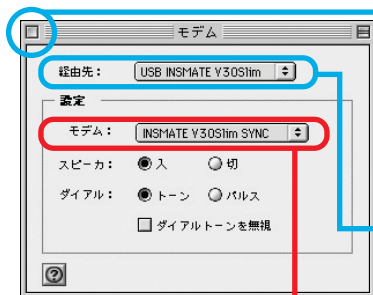 モデム
経由先： USB INSMATE V30Slim
設定
モデム： INSMATE V30Slim SYNC
スピーカ： 入 切
ダイアル： トーン パルス
ダイアルトーンを無視
?